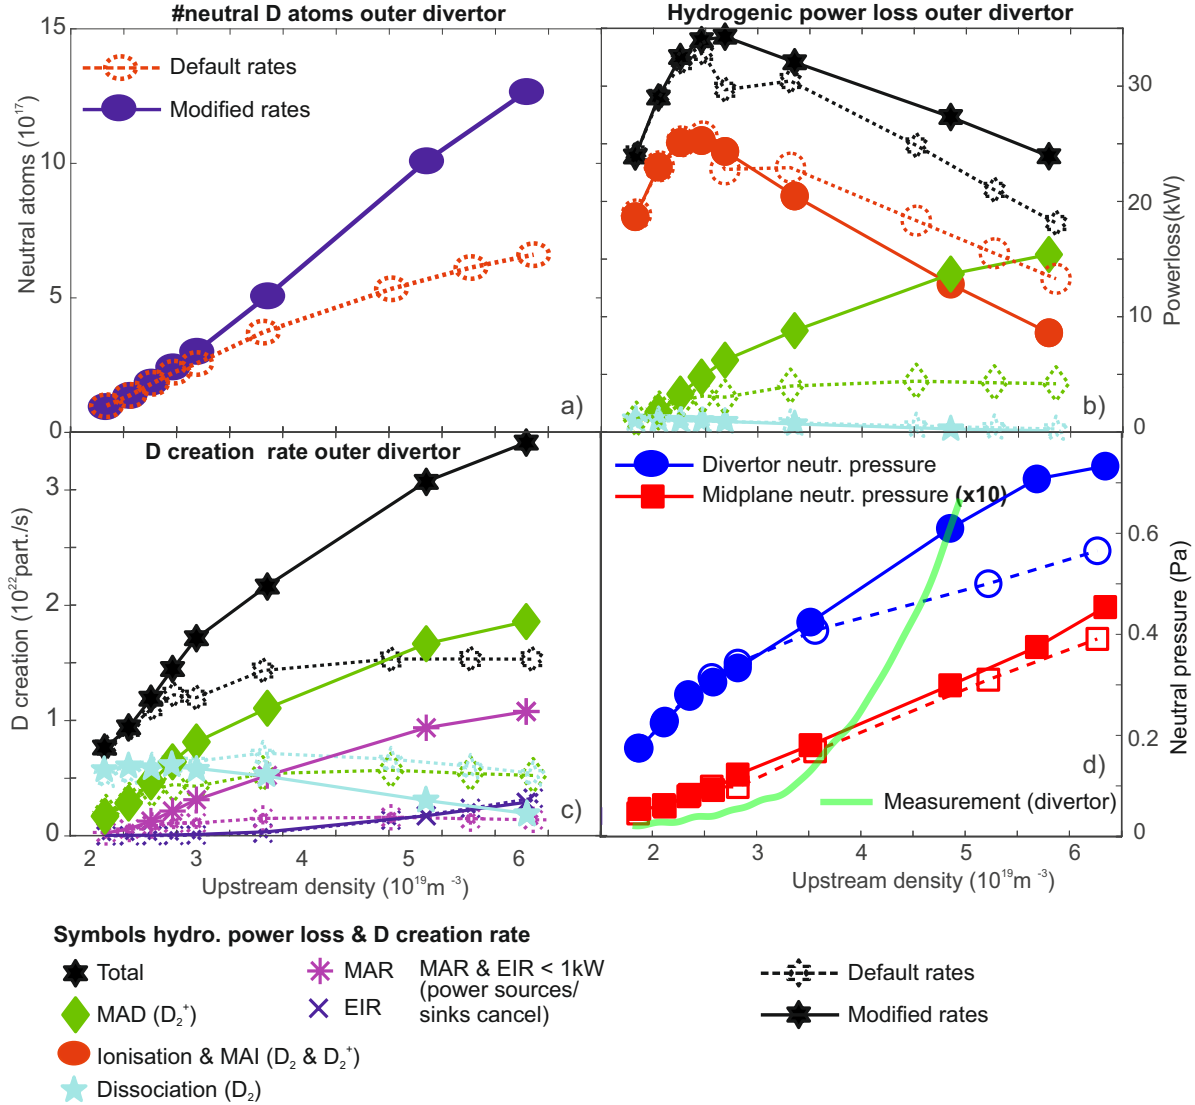 #neutral D atoms outer divertor
Hydrogenic power loss outer divertor
15
10
5
0
Neutral atoms (10¹⁷)
Default rates
Modified rates
a)
30
20
10
0
Powerloss(kW)
b)
D creation rate outer divertor
3
2
1
0
D creation (10²²part./s)
c)
2
3
4
5
6
Upstream density (10¹⁹m⁻³)
Divertor neutr. pressure
Midplane neutr. pressure (x10)
0.6
0.4
0.2
0
Neutral pressure (Pa)
d)
Measurement (divertor)
2
3
4
5
6
Upstream density (10¹⁹m⁻³)
Symbols hydro. power loss & D creation rate
Total
MAD (D₂⁺)
Ionisation & MAI (D₂ & D₂⁺)
Dissociation (D₂)
MAR
EIR
MAR & EIR < 1kW
(power sources/
sinks cancel)
Default rates
Modified rates